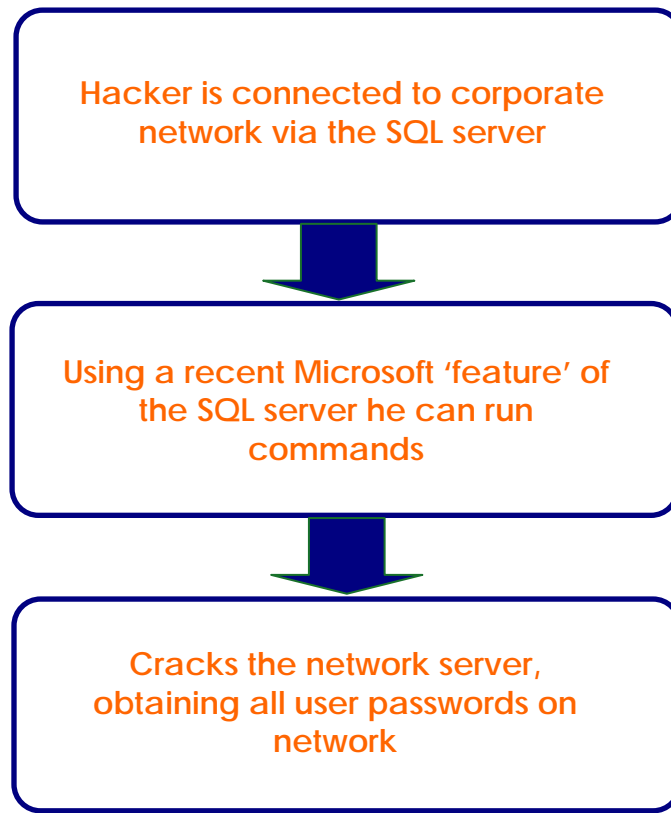 Hacker is connected to corporate
network via the SQL server
Using a recent Microsoft ‘feature’ of
the SQL server he can run
commands
Cracks the network server,
obtaining all user passwords on
network